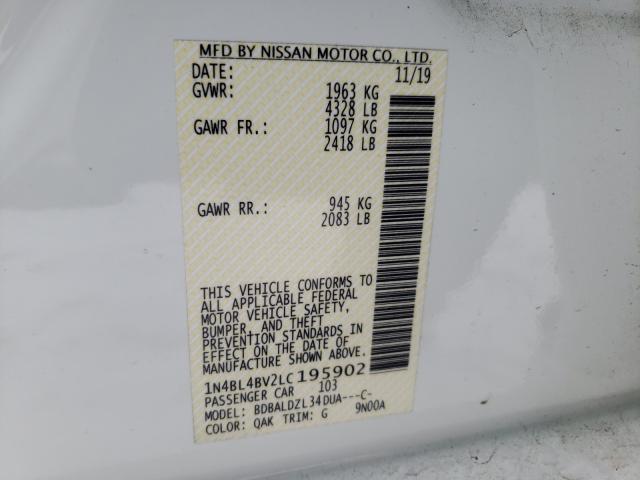 MFD BY NISSAN MOTOR CO., LTD.
DATE: 11/19
GVWR: 1963 KG
4328 LB
GAWR FR.: 1097 KG
2418 LB
GAWR RR.: 945 KG
2083 LB
THIS VEHICLE CONFORMS TO
ALL APPLICABLE FEDERAL
MOTOR VEHICLE SAFETY,
BUMPER, AND THEFT
PREVENTION STANDARDS IN
EFFECT ON THE DATE OF
MANUFACTURE SHOWN ABOVE.
1N4BL4BV2LC195902
PASSENGER CAR 103
MODEL: BDBALDZL34DUA---C-
COLOR: QAK TRIM: G 9N00A